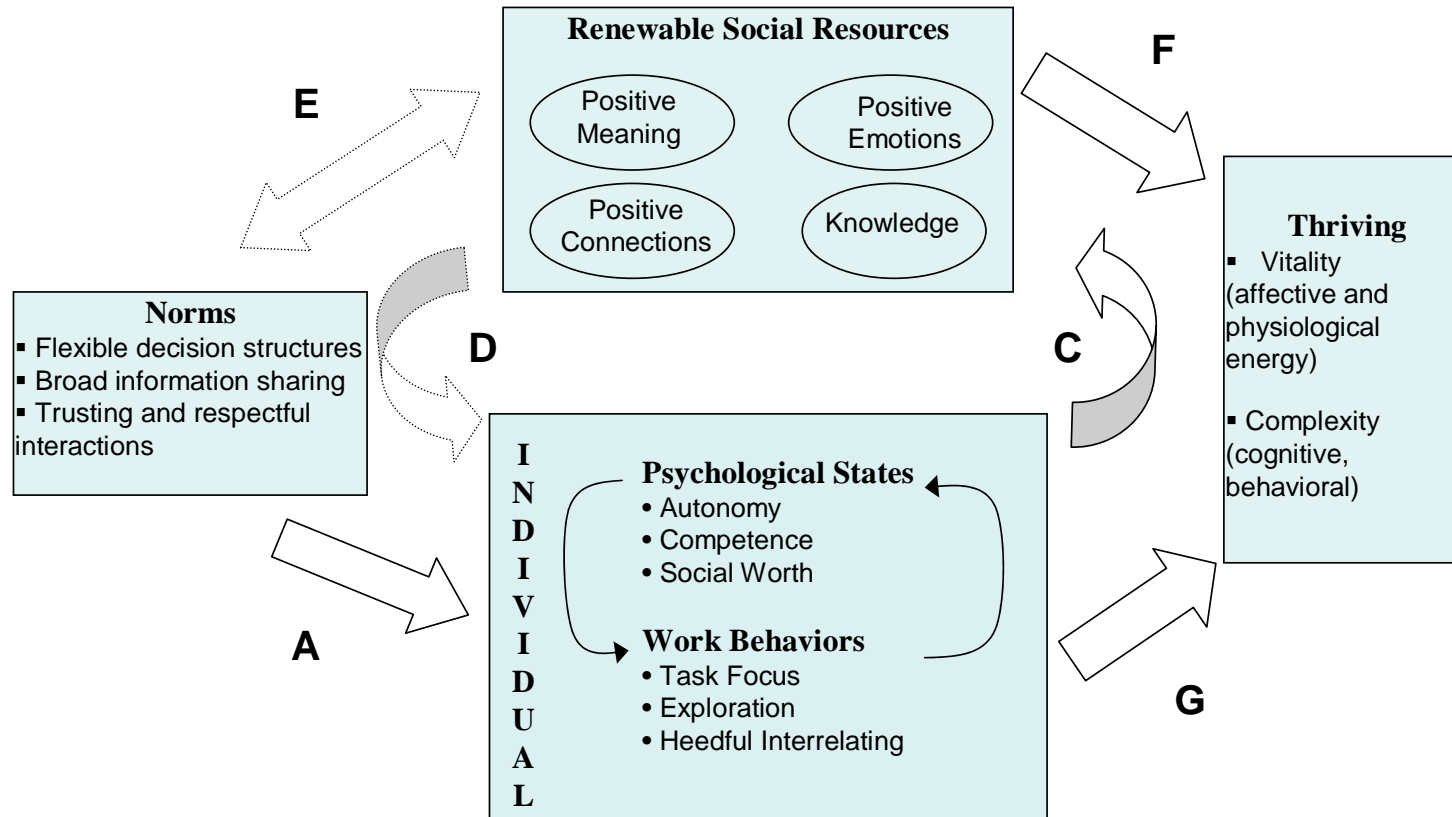 Renewable Social Resources
Positive
Meaning
Positive
Emotions
Positive
Connections
Knowledge
E
F
Norms
▪ Flexible decision structures
▪ Broad information sharing
▪ Trusting and respectful
interactions
D
C
Thriving
▪ Vitality
(affective and
physiological
energy)
▪ Complexity
(cognitive,
behavioral)
A
I
N
D
I
V
I
D
U
A
L
Psychological States
• Autonomy
• Competence
• Social Worth
Work Behaviors
• Task Focus
• Exploration
• Heedful Interrelating
G